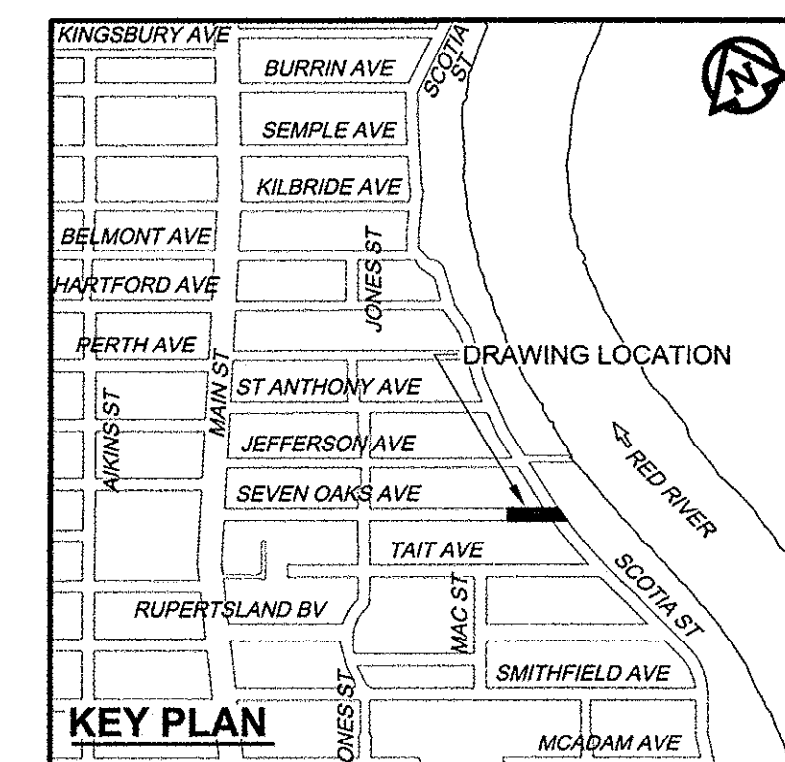 KINGSBURY AVE
BURRIN AVE
SCOTIA
ST
N
SEMPLE AVE
KILBRIDE AVE
BELMONT AVE
JONES ST
HARTFORD AVE
PERTH AVE
DRAWING LOCATION
MAIN ST
ST ANTHONY AVE
AIKINS ST
JEFFERSON AVE
RED RIVER
SEVEN OAKS AVE
TAIT AVE
SCOTIA ST
MAC ST
RUPERTSLAND BV
SMITHFIELD AVE
ONES ST
KEY PLAN
MCADAM AVE